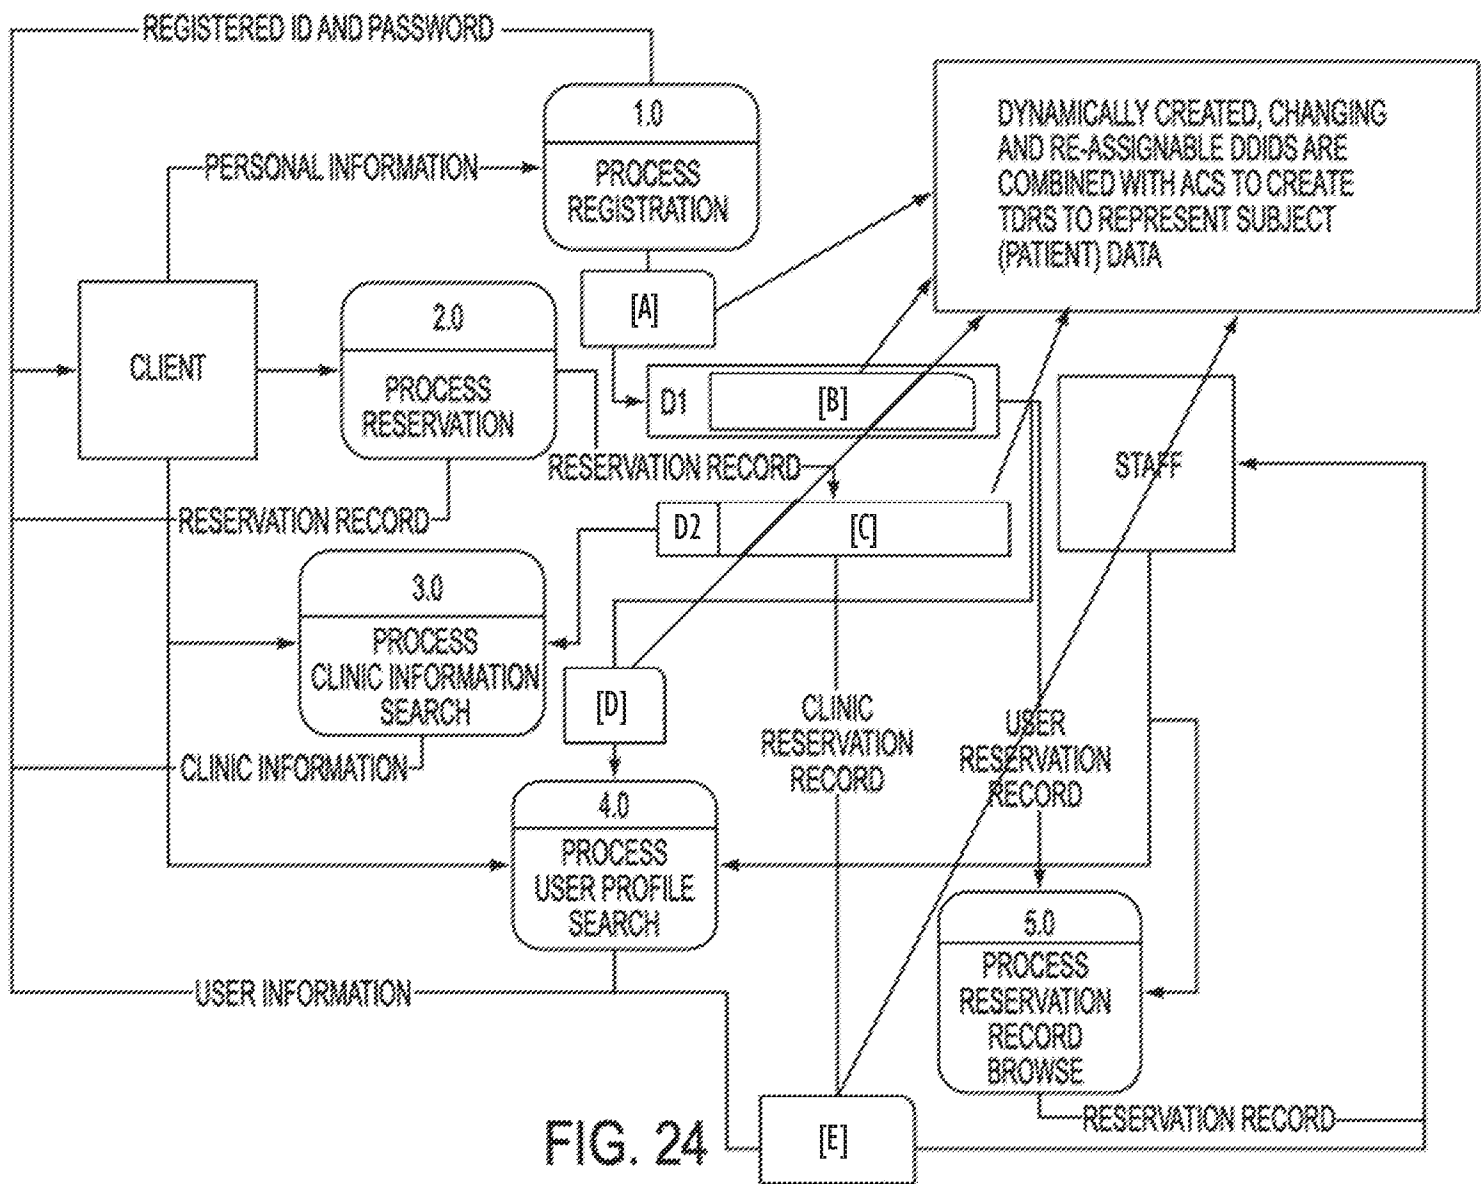 REGISTERED ID AND PASSWORD
1.0
PROCESS
REGISTRATION
PERSONAL INFORMATION
DYNAMICALLY CREATED, CHANGING
AND RE-ASSIGNABLE DDIDS ARE
COMBINED WITH ACS TO CREATE
TDRS TO REPRESENT SUBJECT
(PATIENT) DATA
[A]
CLIENT
2.0
PROCESS
RESERVATION
D1
[B]
STAFF
RESERVATION RECORD
RESERVATION RECORD
D2
[C]
3.0
PROCESS
CLINIC INFORMATION
SEARCH
[D]
CLINIC
RESERVATION
RECORD
USER
RESERVATION
RECORD
CLINIC INFORMATION
4.0
PROCESS
USER PROFILE
SEARCH
5.0
PROCESS
RESERVATION
RECORD
BROWSE
USER INFORMATION
RESERVATION RECORD
[E]
FIG. 24